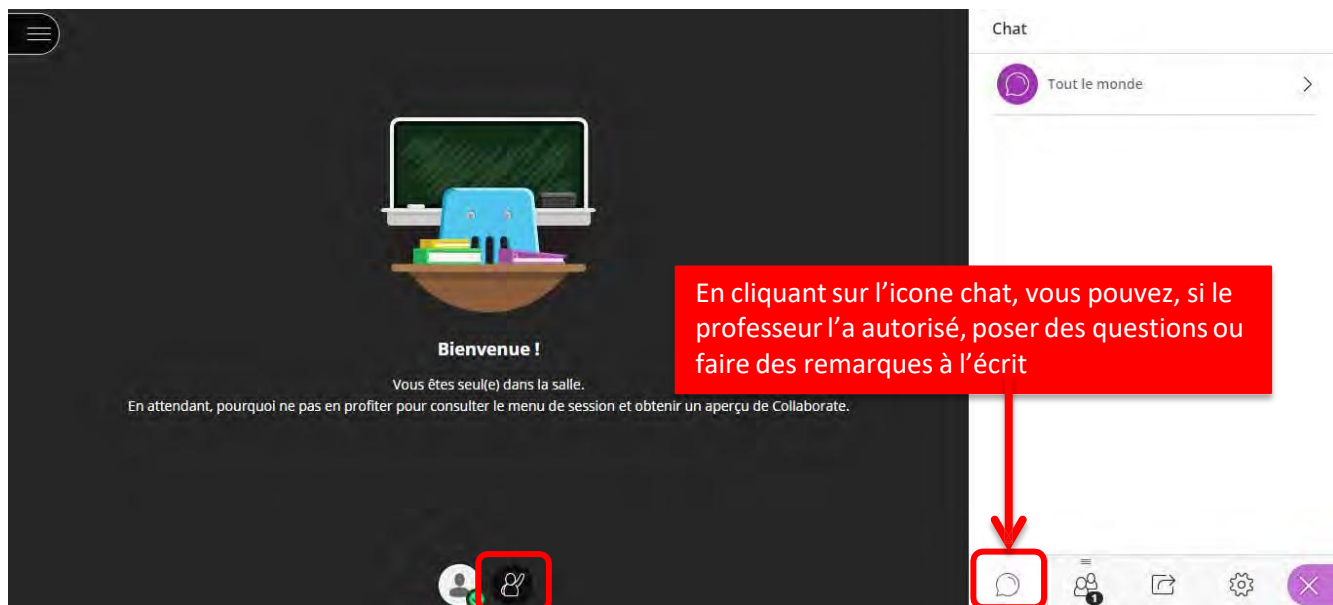 Chat
Tout le monde
En cliquant sur l'icone chat, vous pouvez, si le
professeur l'a autorisé, poser des questions ou
faire des remarques à l'écrit
Bienvenue !
Vous êtes seul(e) dans la salle.
En attendant, pourquoi ne pas en profiter pour consulter le menu de session et obtenir un aperçu de Collaborate.
1